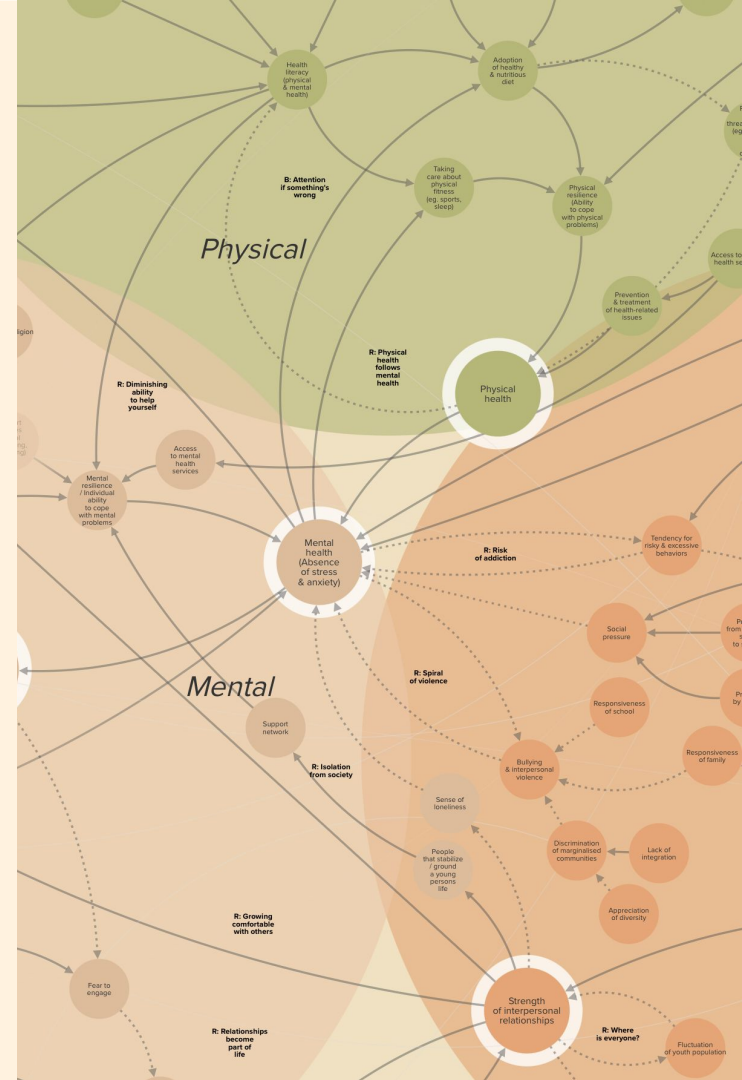 Health
literacy
(physical
& mental
health)
Adoption
of healthy
& nutritious
diet
B: Attention
if something's
wrong
Taking
care about
physical
fitness
(eg. sports,
sleep)
Physical
resilience
(Ability
to cope
with physical
problems)
Physical
Access to
Prevention
& treatment
of health-related
issues
R: Physical
health
follows
mental
health
Physical
health
R: Diminishing
ability
to help
yourself
Access
to mental
health
services
Mental
resilience
/ Individual
ability
to cope
with mental
problems
Mental
health
(Absence
of stress
& anxiety)
R: Risk
of addiction
Tendency for
risky & excessive
behaviors
Social
pressure
Mental
R: Spiral
of violence
Responsiveness
of school
Support
network
Responsiveness
of family
R: Isolation
from society
Bullying
& interpersonal
violence
Sense of
loneliness
People
that stabilize
/ ground
a young
persons
life
Discrimination
of marginalised
communities
Lack of
integration
Appreciation
of diversity
R: Growing
comfortable
with others
Fear to
engage
Strength
of interpersonal
relationships
R: Relationships
become
part of
life
R: Where
is everyone?
Fluctuation
of youth population